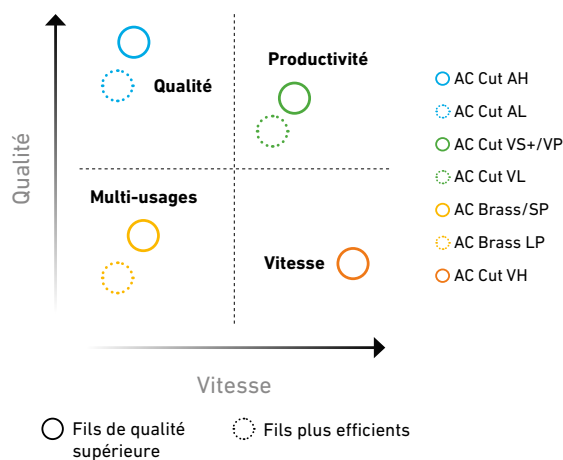 Productivité
Qualité
Qualité
Multi-usages
Vitesse
Vitesse
AC Cut AH
AC Cut AL
AC Cut VS+/VP
AC Cut VL
AC Brass/SP
AC Brass LP
AC Cut VH
Fils de qualité
supérieure
Fils plus efficients